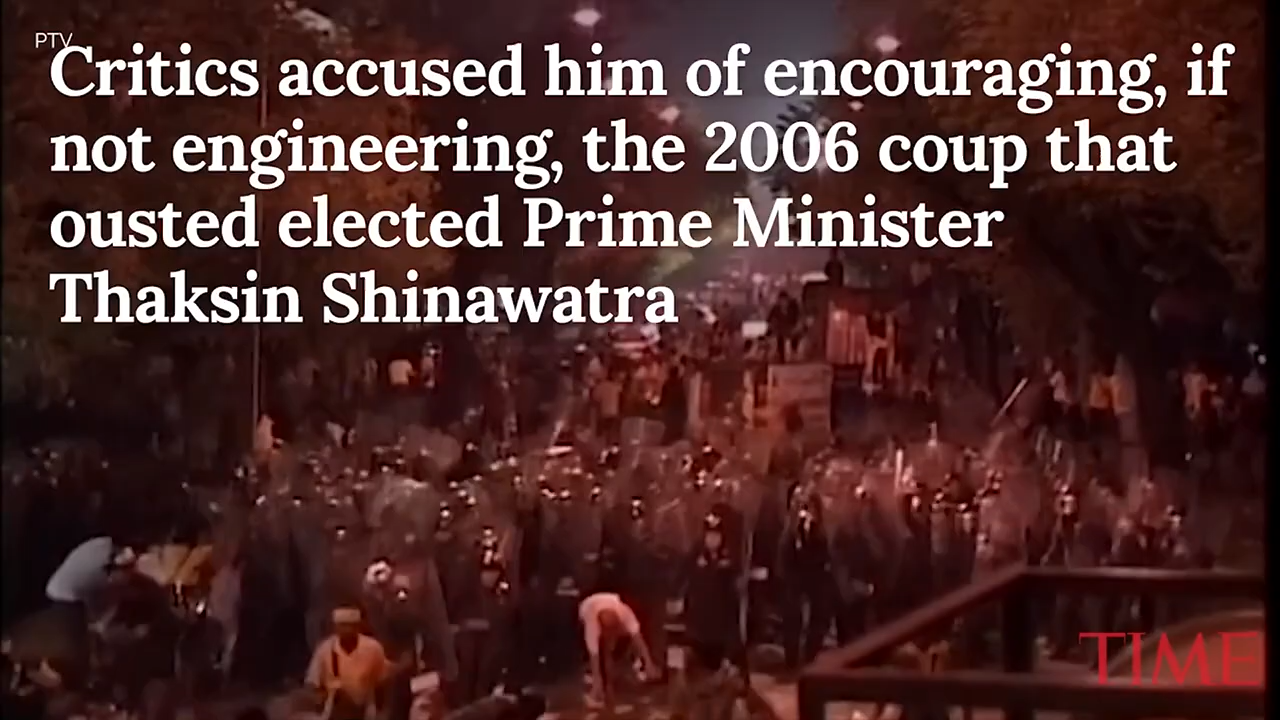 PTV
Critics accused him of encouraging, if
not engineering, the 2006 coup that
ousted elected Prime Minister
Thaksin Shinawatra
TIME